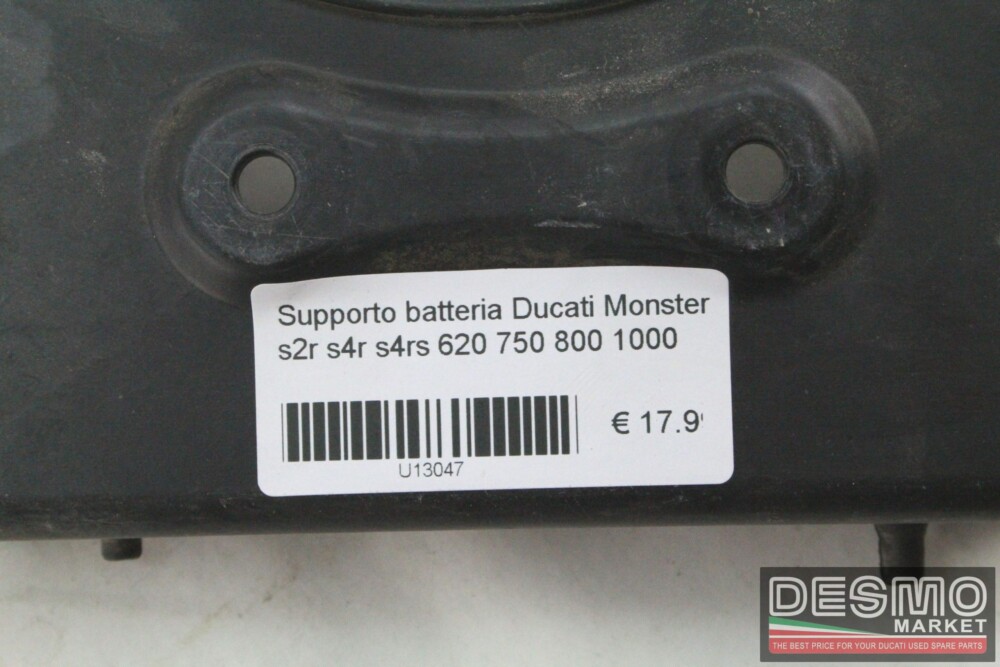 Supporto batteria Ducati Monster
s2r s4r s4rs 620 750 800 1000
€ 17.9
U13047
DESMO
MARKET
THE BEST PRICE FOR YOUR DUCATI USED SPARE PARTS